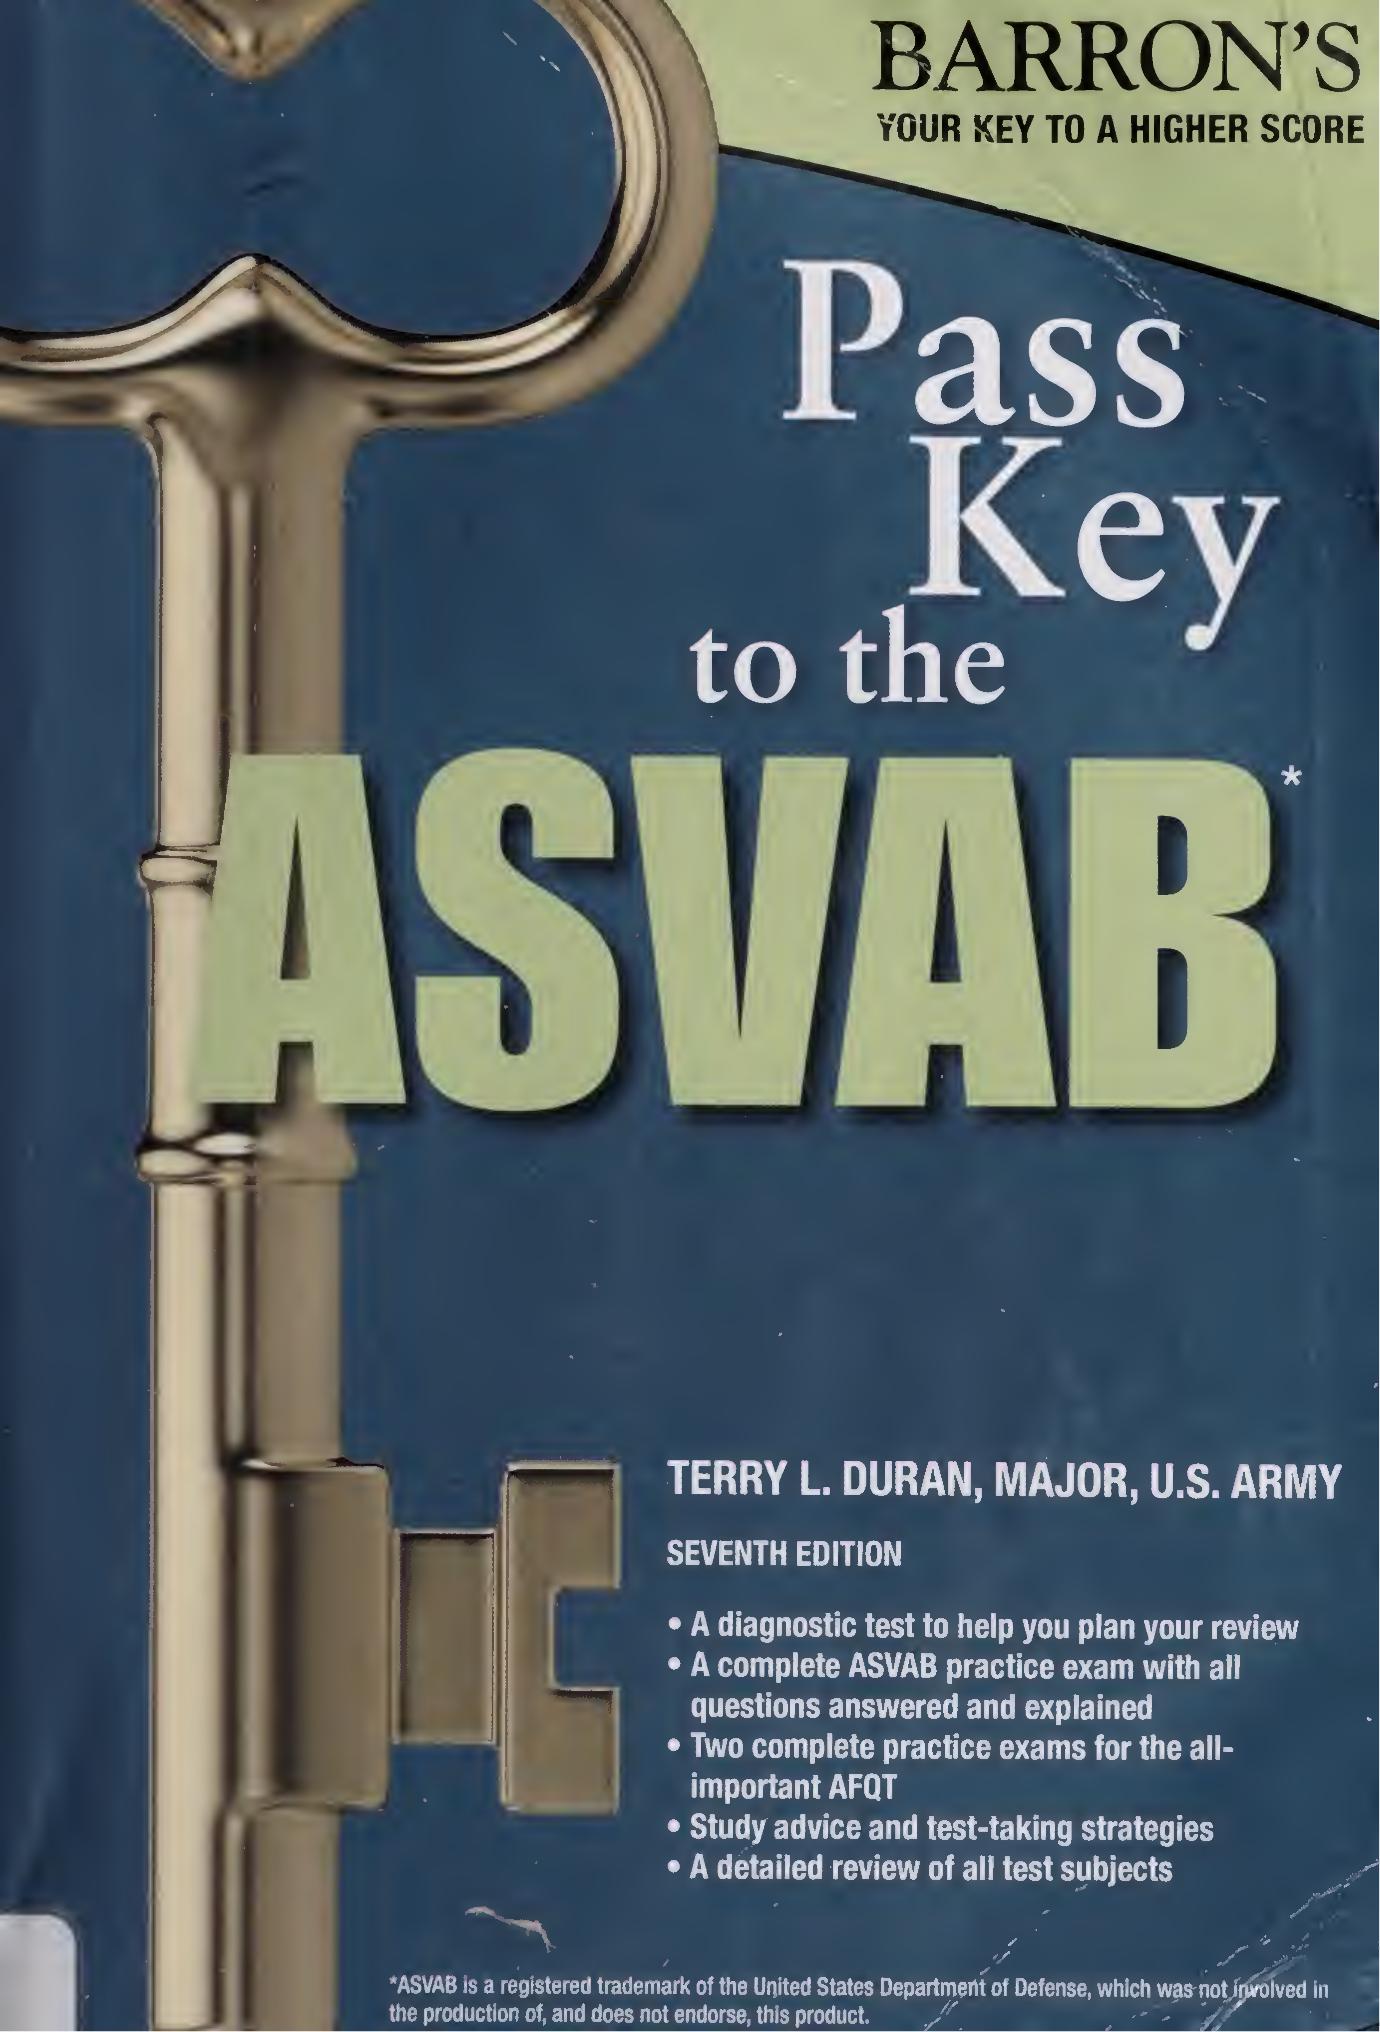 BARRON'S
YOUR KEY TO A HIGHER SCORE
Pass
Key
to the
ASVAB*
TERRY L. DURAN, MAJOR, U.S. ARMY
SEVENTH EDITION
• A diagnostic test to help you plan your review
• A complete ASVAB practice exam with all
questions answered and explained
• Two complete practice exams for the all-
important AFQT
• Study advice and test-taking strategies
• A detailed review of all test subjects
*ASVAB is a registered trademark of the United States Department of Defense, which was not involved in
the production of, and does not endorse, this product.